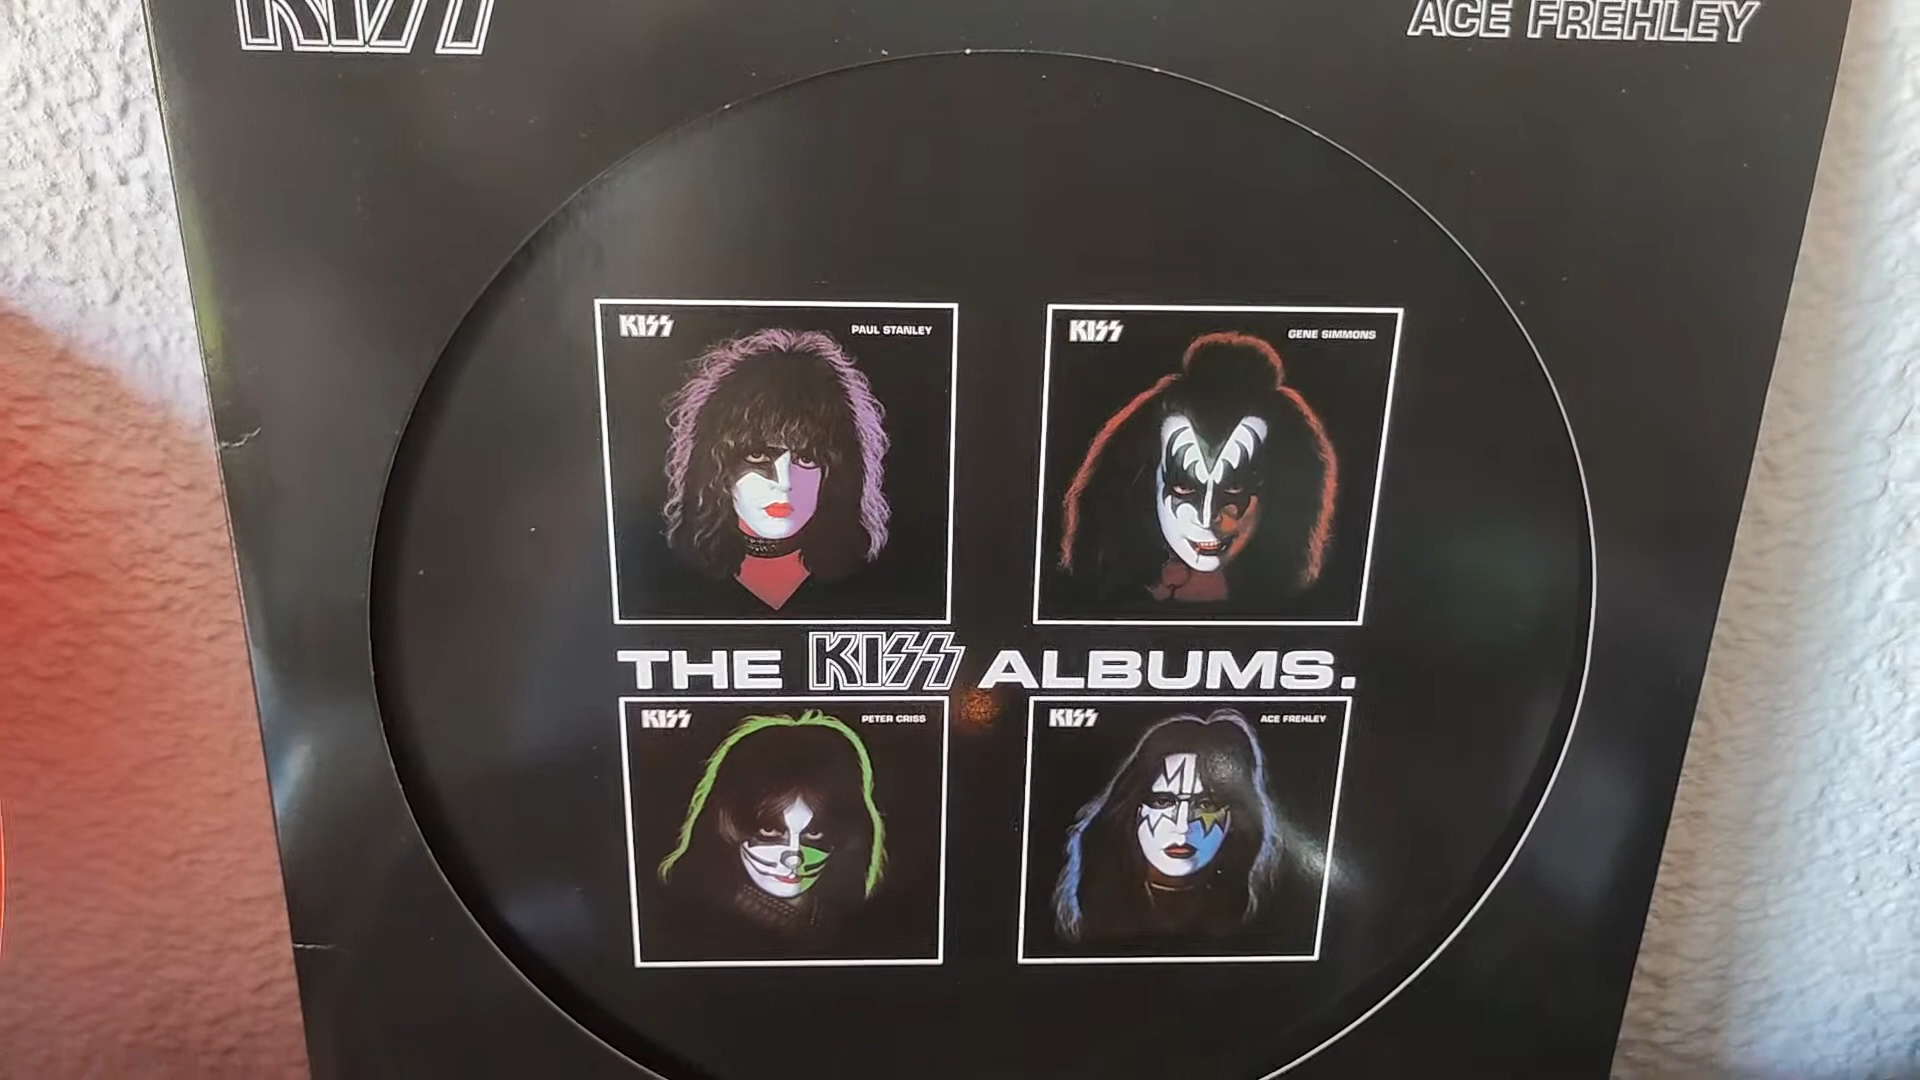 KISS
ACE FREHLEY
KISS
PAUL STANLEY
KISS
GENE SIMMONS
THE KISS ALBUMS.
KISS
PETER CRISS
KISS
ACE FREHLEY